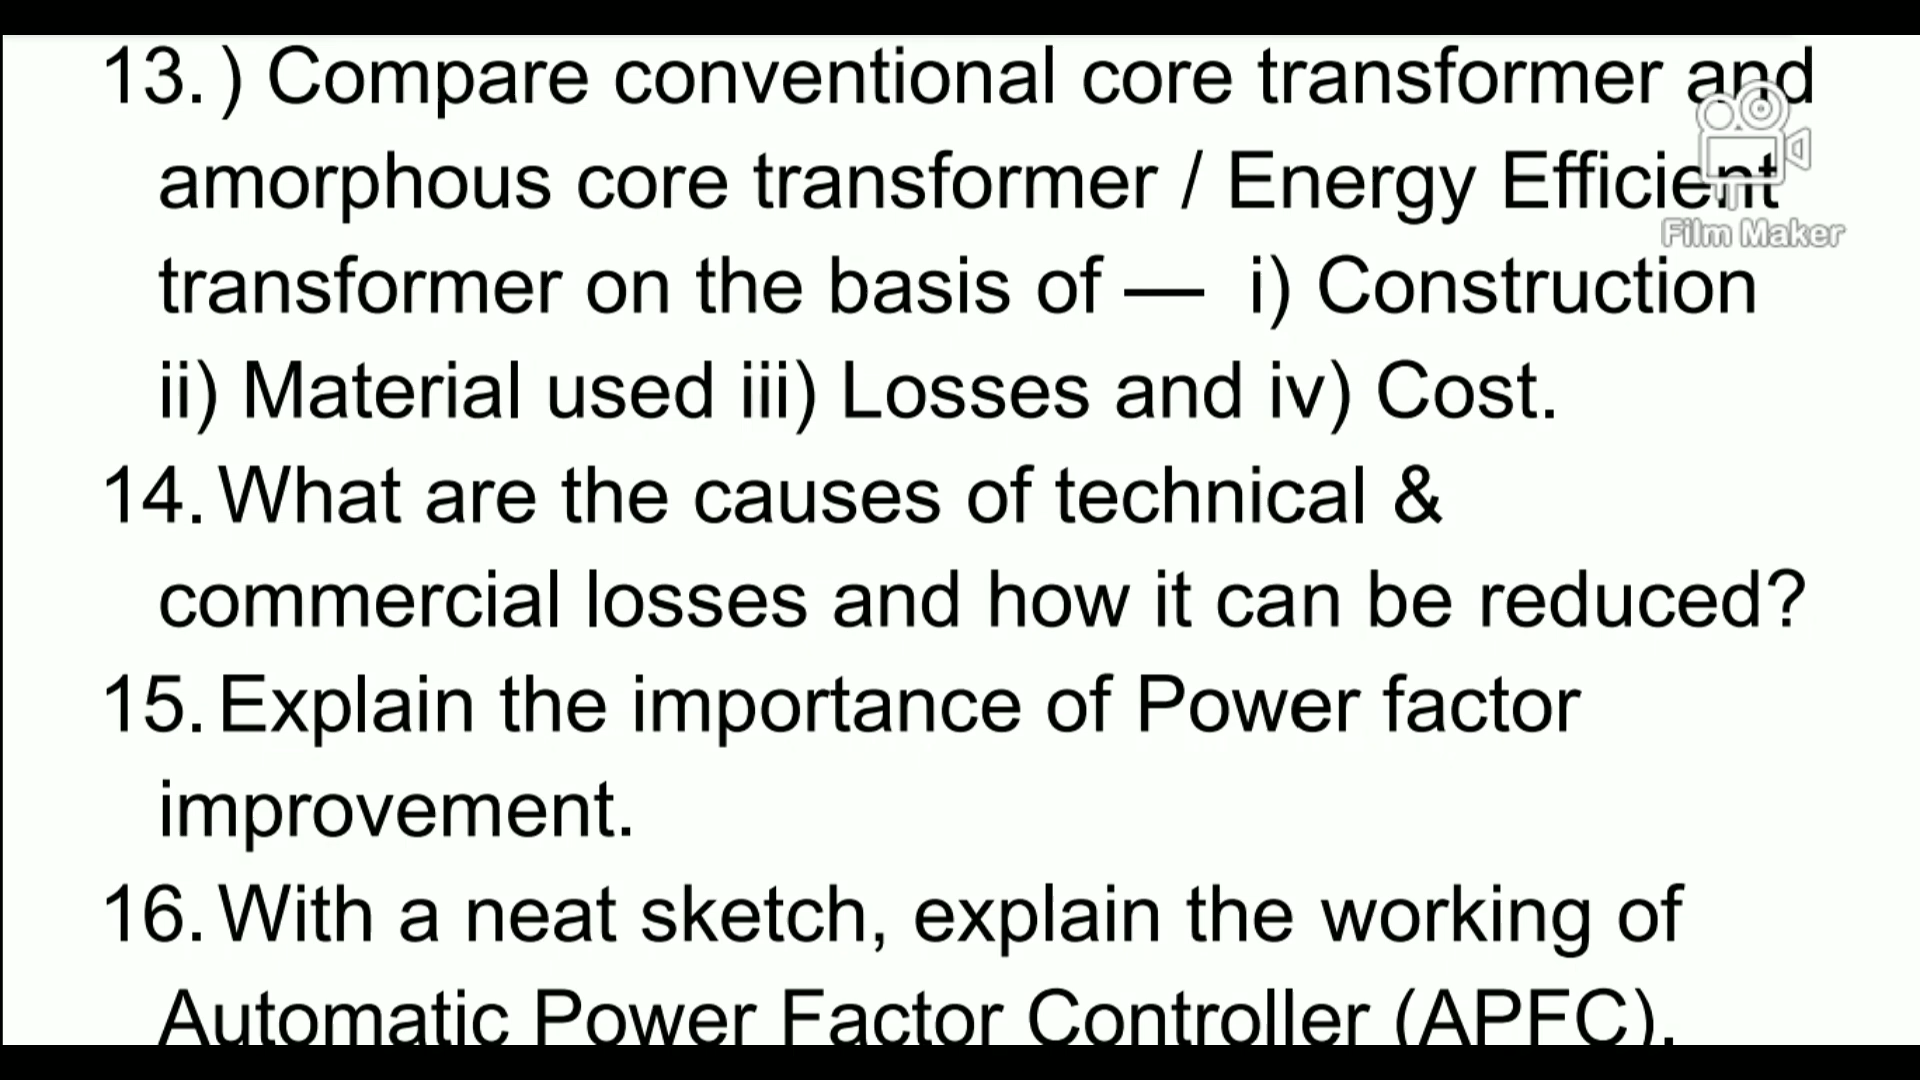 13.) Compare conventional core transformer and
amorphous core transformer / Energy Efficient
Film Maker
transformer on the basis of — i) Construction
ii) Material used iii) Losses and iv) Cost.
14. What are the causes of technical &
commercial losses and how it can be reduced?
15. Explain the importance of Power factor
improvement.
16. With a neat sketch, explain the working of
Automatic Power Factor Controller (APFC).